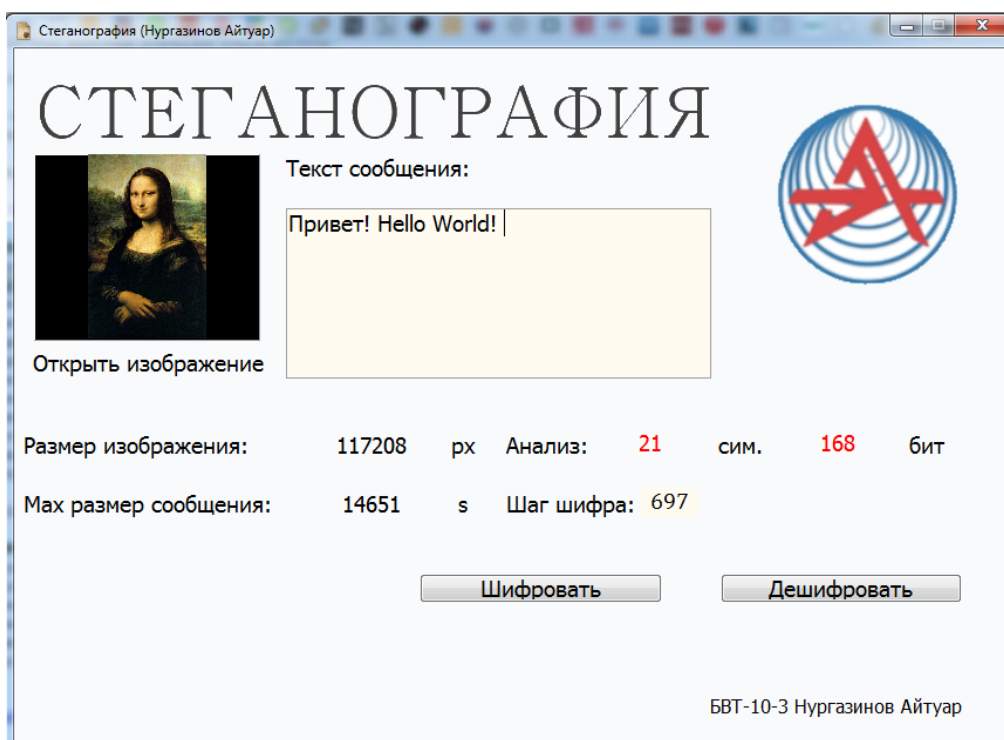 Стеганография (Нургазинов Айтуар)
СТЕГАНОГРАФИЯ
Текст сообщения:
Привет! Hello World!
Открыть изображение
Размер изображения: 117208 px Анализ: 21 сим. 168 бит
Max размер сообщения: 14651 s Шаг шифра: 697
Шифровать Дешифровать
БВТ-10-3 Нургазинов Айтуар